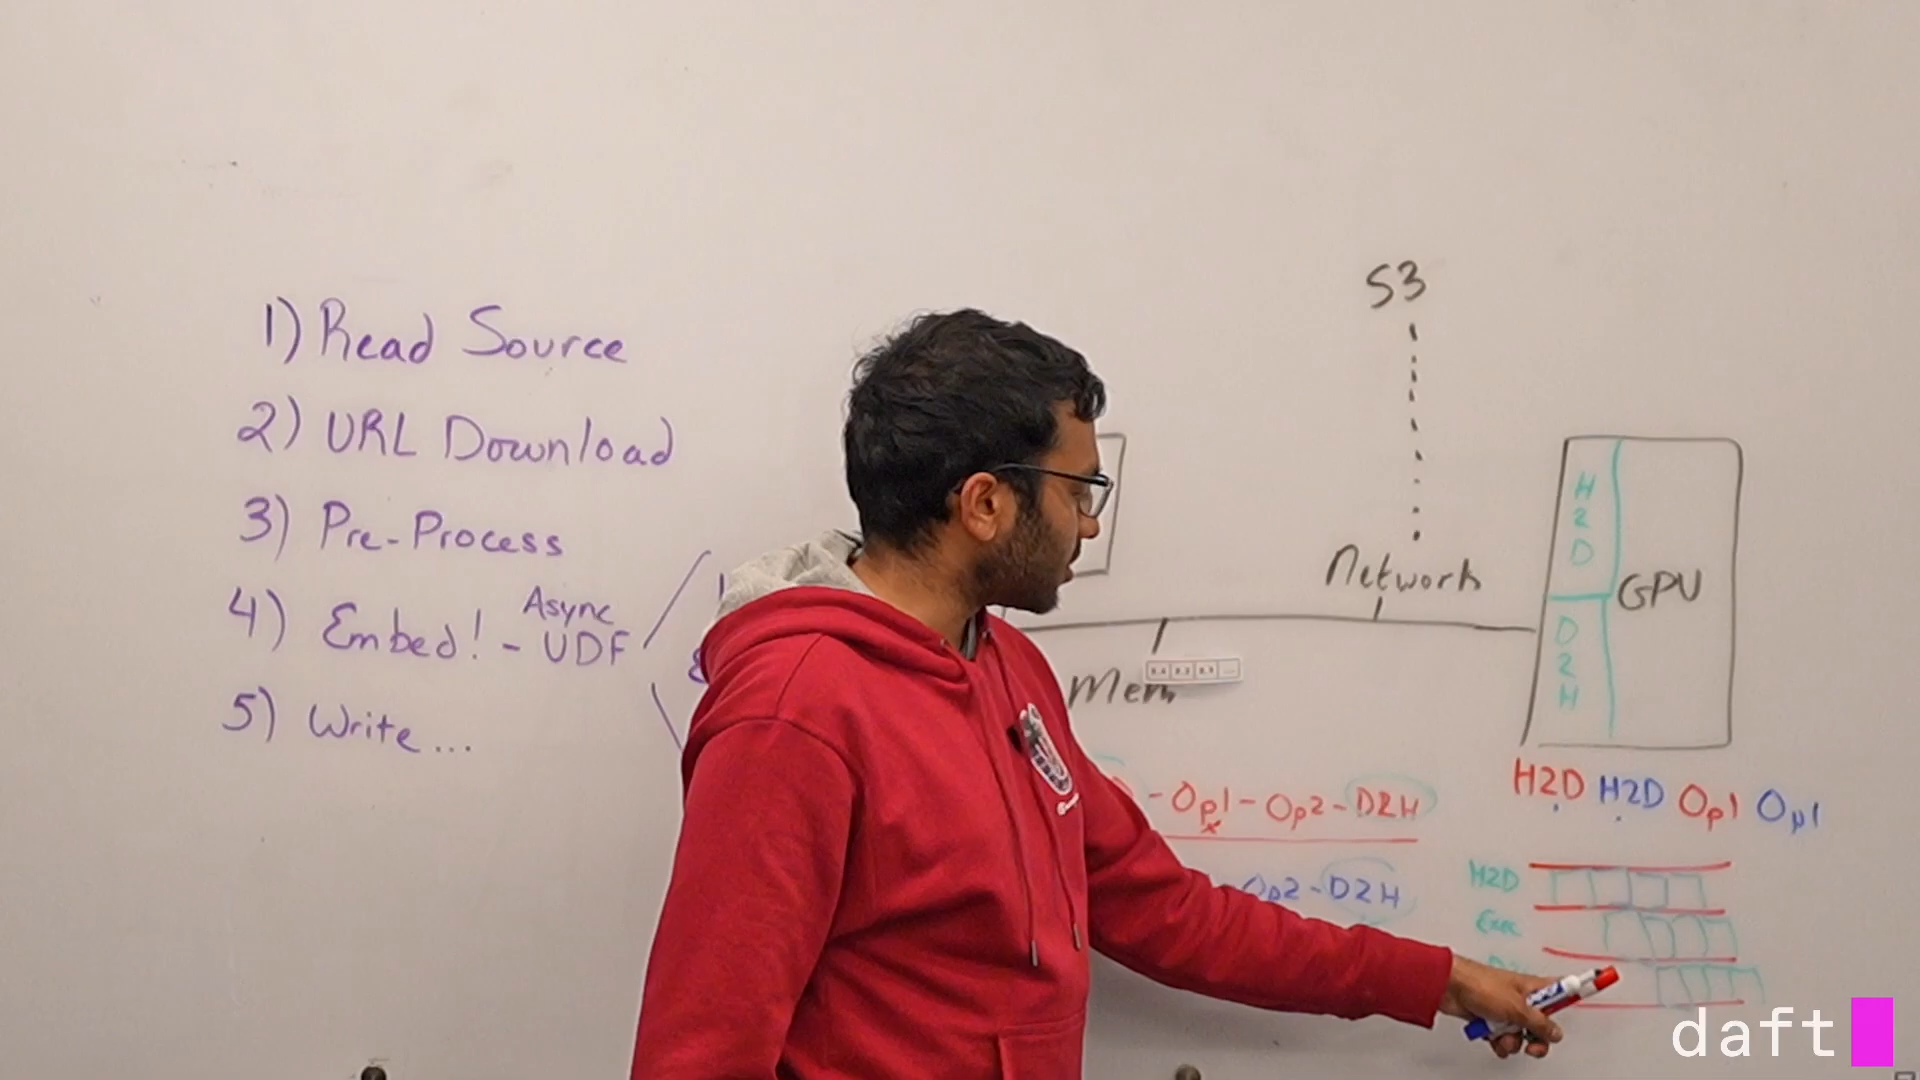 1) Read Source
2) URL Download
3) Pre-Process
4) Embed! - Async UDF
5) Write...
S3
Network
Mem
GPU
H2D
D2H
- Op1 - Op2 - D2H
Op2 - D2H
H2D H2D Op1 Op1
H2D
Exec
daft